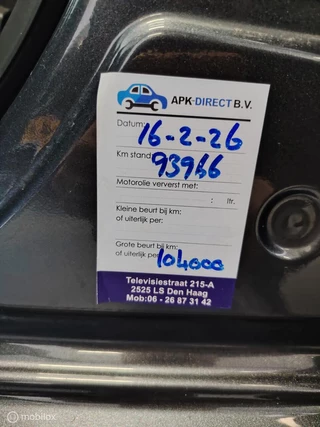 APK-DIRECT B.V.
Datum: 16-2-26
Km stand: 93966
Motorolie ververst met:
: ltr.
Kleine beurt bij km:
of uiterlijk per:
Grote beurt bij km:
of uiterlijk per: 104000
Televisiestraat 215-A
2525 LS Den Haag
Mob:06 - 26 87 31 42
© mobilox